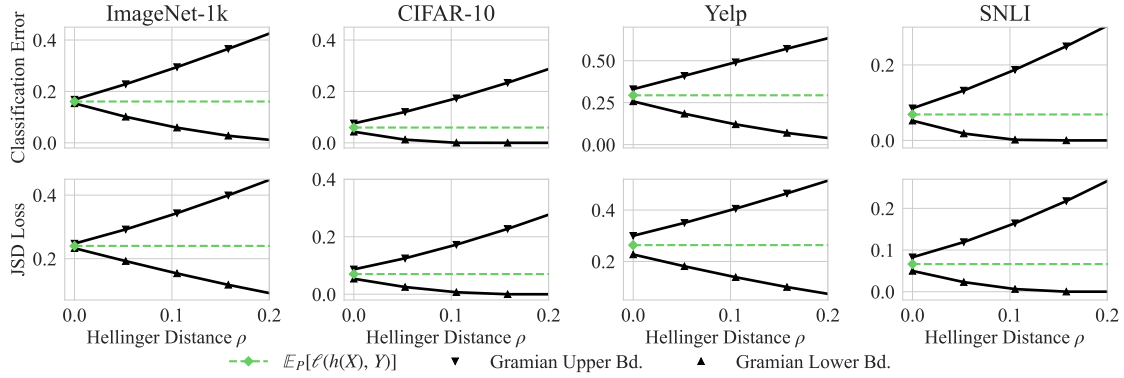 ImageNet-1k
CIFAR-10
Yelp
SNLI
Classification Error
0.4
0.2
0.0
0.4
0.2
0.0
0.50
0.25
0.00
0.2
0.0
JSD Loss
0.4
0.2
0.4
0.2
0.0
0.4
0.2
0.2
0.1
0.0
0.0 0.1 0.2
0.0 0.1 0.2
0.0 0.1 0.2
0.0 0.1 0.2
Hellinger Distance ρ
Hellinger Distance ρ
Hellinger Distance ρ
Hellinger Distance ρ
𝔼_P[ℓ(h(X), Y)]
Gramian Upper Bd.
Gramian Lower Bd.